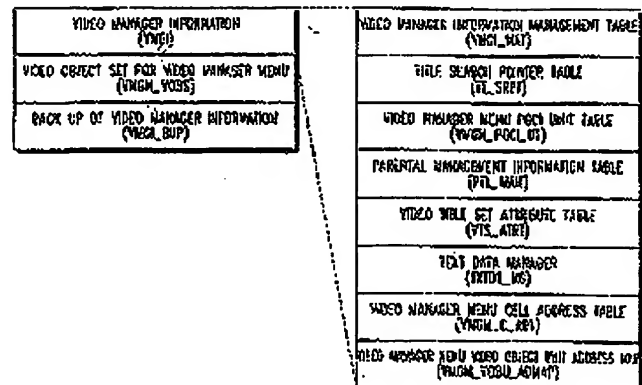 VIDEO MANAGER INFORMATION
(VMGI)
VIDEO OBJECT SET FOR VIDEO MANAGER MENU
(VMGM_VOBS)
BACK UP OF VIDEO MANAGER INFORMATION
(VMGI_BUP)
VIDEO MANAGER INFORMATION MANAGEMENT TABLE
(VMGI_MAT)
TITLE SEARCH POINTER TABLE
(TT_SRPT)
VIDEO MANAGER MENU PGCI UNIT TABLE
(VMGM_PGCI_UT)
PARENTAL MANAGEMENT INFORMATION TABLE
(PTL_MAIT)
VIDEO TITLE SET ATTRIBUTE TABLE
(VTS_ATRT)
TEXT DATA MANAGER
(TXTDT_MG)
VIDEO MANAGER MENU CELL ADDRESS TABLE
(VMGM_C_ADT)
VIDEO MANAGER MENU VIDEO OBJECT UNIT ADDRESS MAP
(VMGM_VOBU_ADMAP)